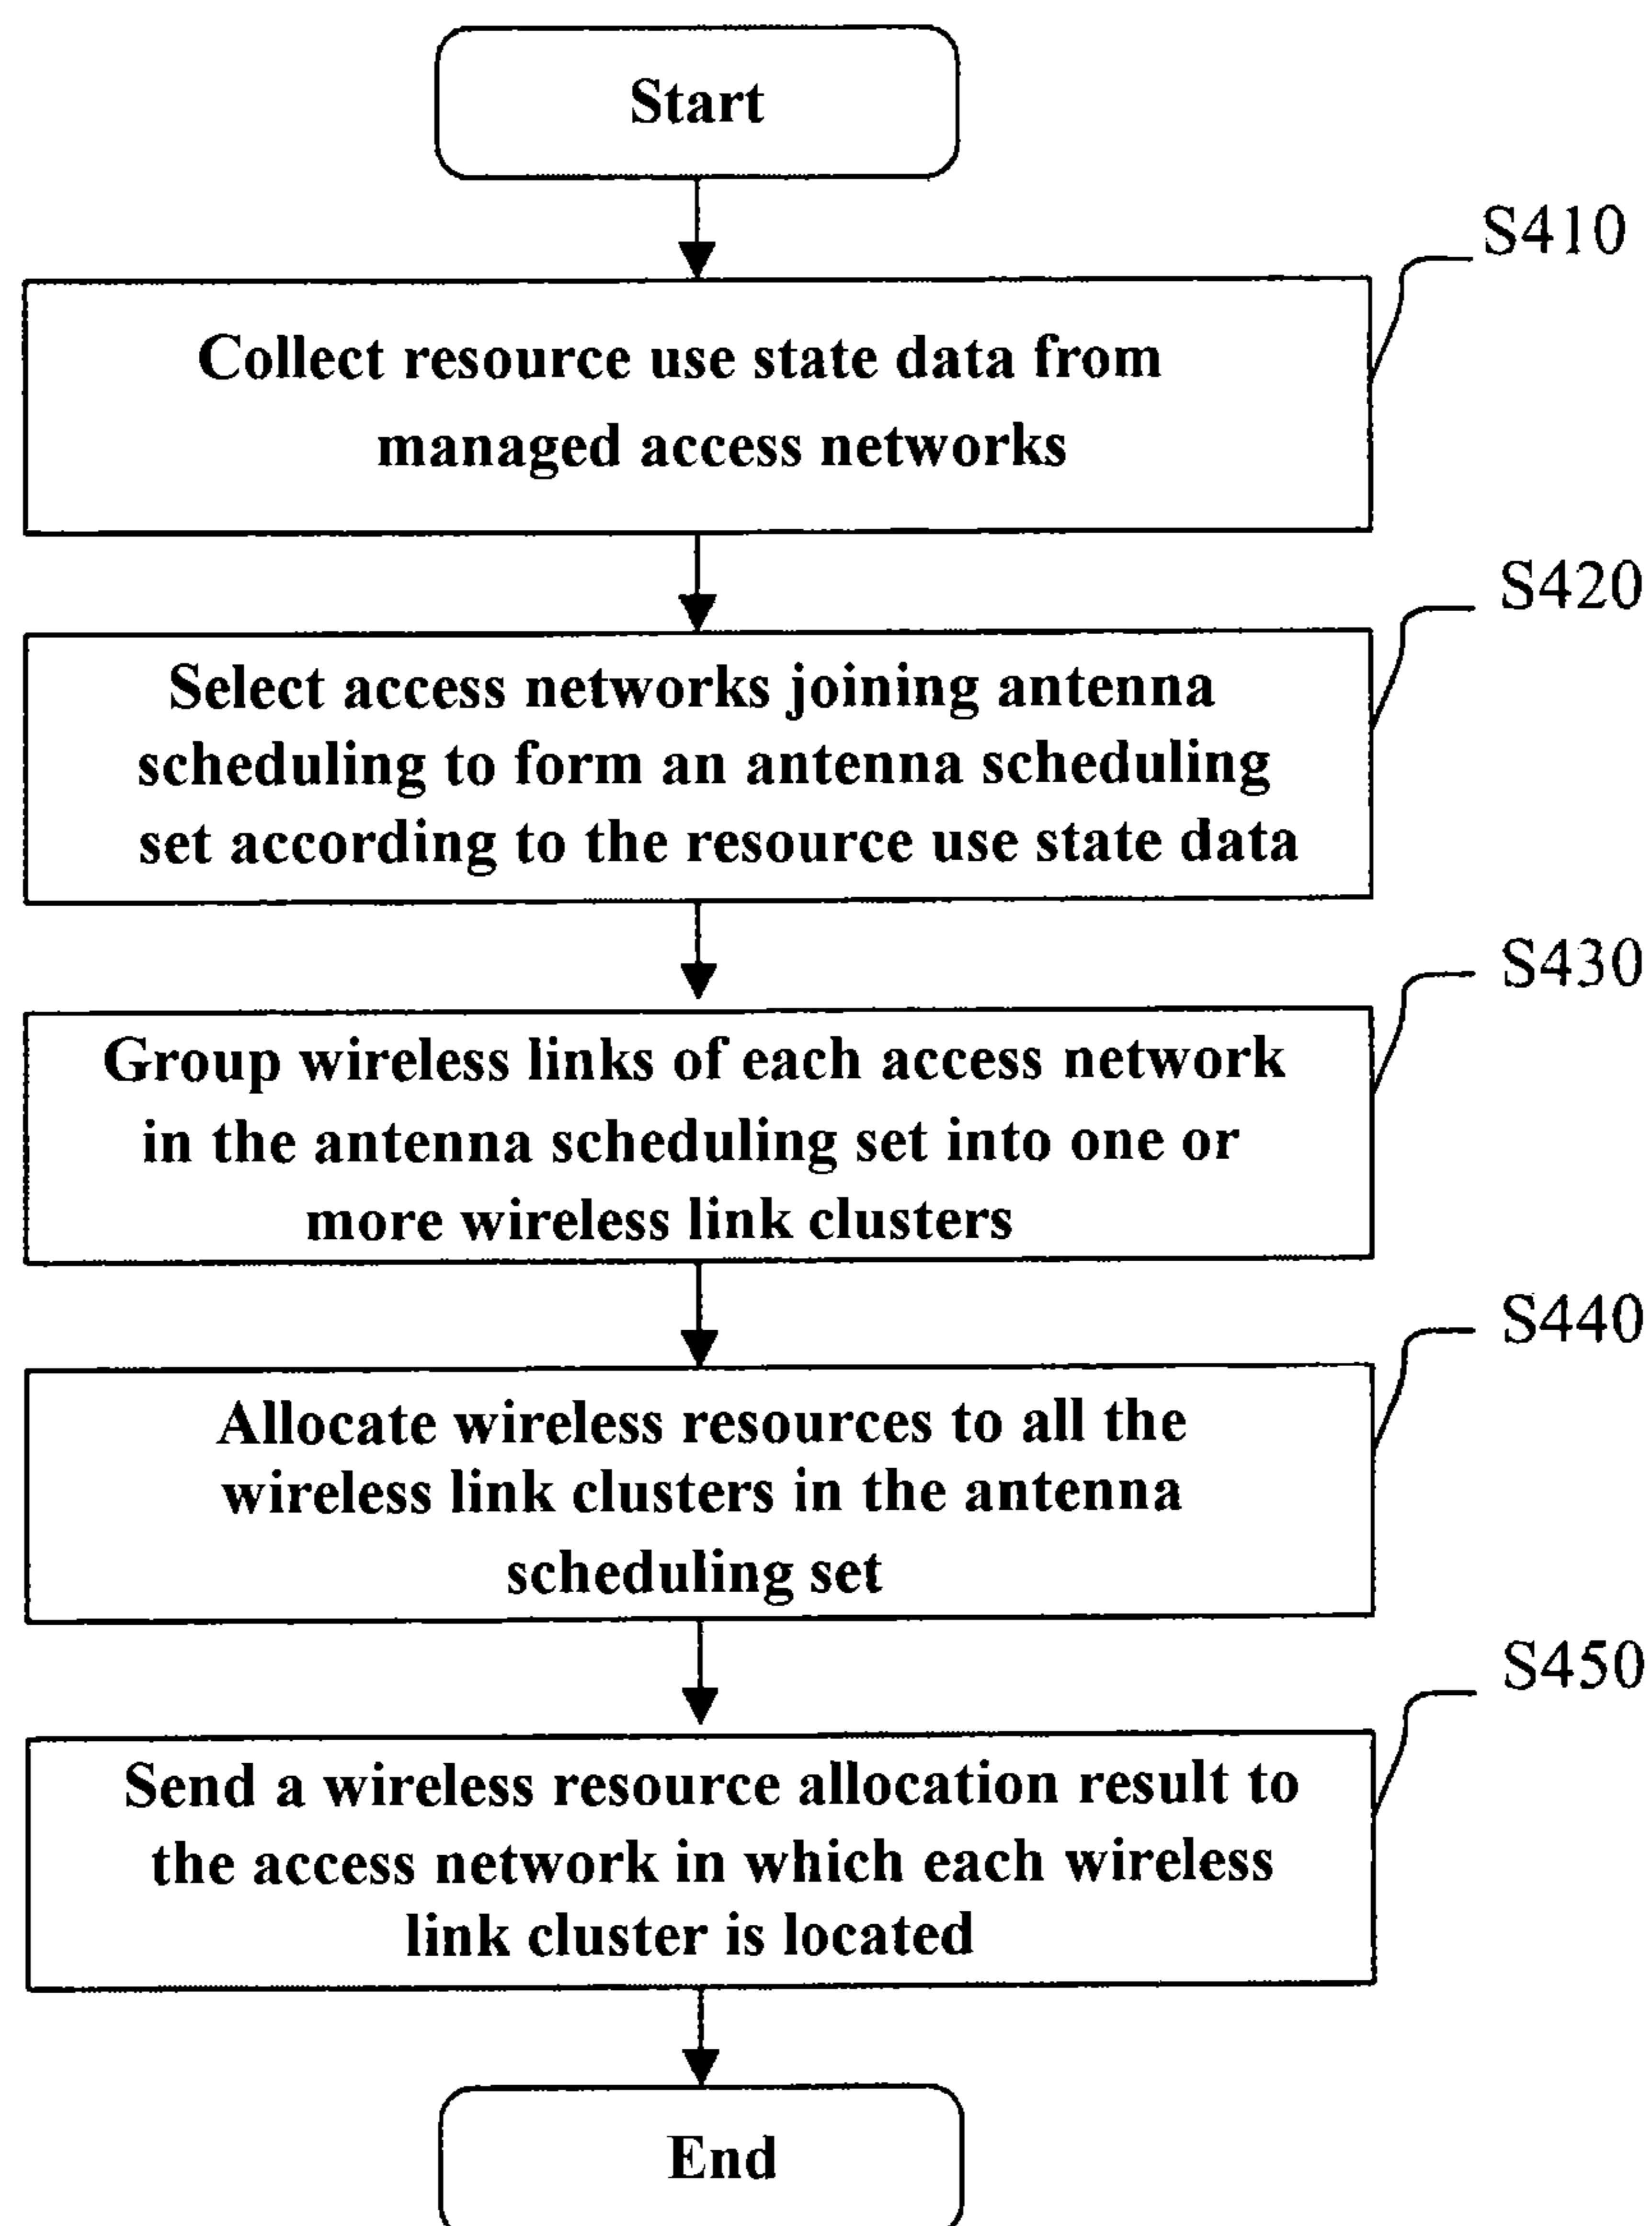 Start
S410
Collect resource use state data from
managed access networks
S420
Select access networks joining antenna
scheduling to form an antenna scheduling
set according to the resource use state data
S430
Group wireless links of each access network
in the antenna scheduling set into one or
more wireless link clusters
S440
Allocate wireless resources to all the
wireless link clusters in the antenna
scheduling set
S450
Send a wireless resource allocation result to
the access network in which each wireless
link cluster is located
End